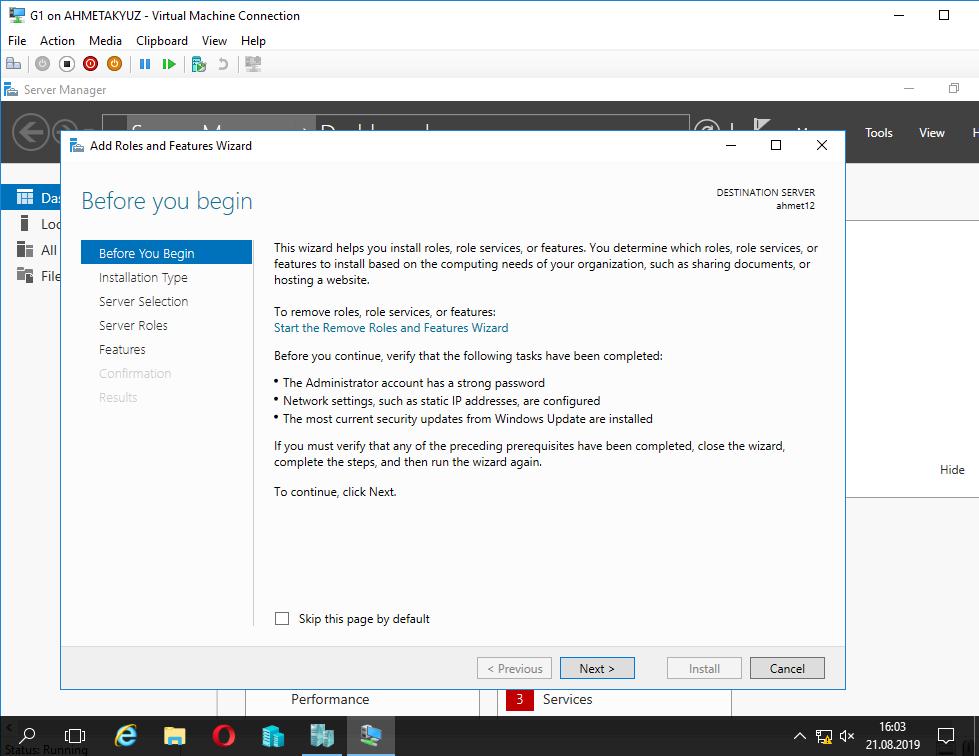 G1 on AHMETAKYUZ - Virtual Machine Connection
File Action Media Clipboard View Help
Server Manager
Tools View
Add Roles and Features Wizard
Before you begin
DESTINATION SERVER
ahmet12
Before You Begin
Installation Type
Server Selection
Server Roles
Features
Confirmation
Results
This wizard helps you install roles, role services, or features. You determine which roles, role services, or
features to install based on the computing needs of your organization, such as sharing documents, or
hosting a website.
To remove roles, role services, or features:
Start the Remove Roles and Features Wizard
Before you continue, verify that the following tasks have been completed:
• The Administrator account has a strong password
• Network settings, such as static IP addresses, are configured
• The most current security updates from Windows Update are installed
If you must verify that any of the preceding prerequisites have been completed, close the wizard,
complete the steps, and then run the wizard again.
To continue, click Next.
Skip this page by default
< Previous Next > Install Cancel
All
Hide
Performance
3 Services
Status: Running
16:03
21.08.2019